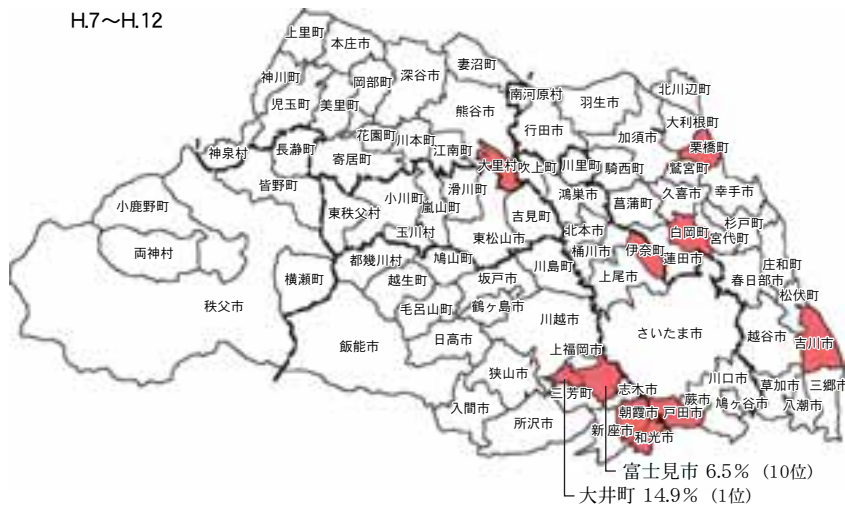 H.7～H.12
上里町
本庄市
妻沼町
神川町
岡部町
深谷市
児玉町
美里町
熊谷市
南河原村
羽生市
北川辺町
大利根町
行田市
加須市
栗橋町
神泉村
長瀞町
花園町
川本町
江南町
寄居町
大里村
吹上町
川里町
騎西町
鷲宮町
皆野町
小鹿野町
小川町
滑川町
嵐山町
鴻巣市
菖蒲町
久喜市
幸手市
東秩父村
吉見町
玉川村
東松山市
北本市
白岡町
杉戸町
宮代町
両神村
都幾川村
鳩山町
桶川市
伊奈町
蓮田市
庄和町
横瀬町
越生町
坂戸市
川島町
上尾市
春日部市
松伏町
秩父市
毛呂山町
鶴ヶ島市
川越市
さいたま市
越谷市
吉川市
飯能市
日高市
上福岡市
狭山市
三芳町
志木市
川口市
蕨市
草加市
三郷市
入間市
所沢市
朝霞市
戸田市
鳩ヶ谷市
八潮市
新座市
和光市
富士見市 6.5％（10位）
大井町 14.9％（1位）